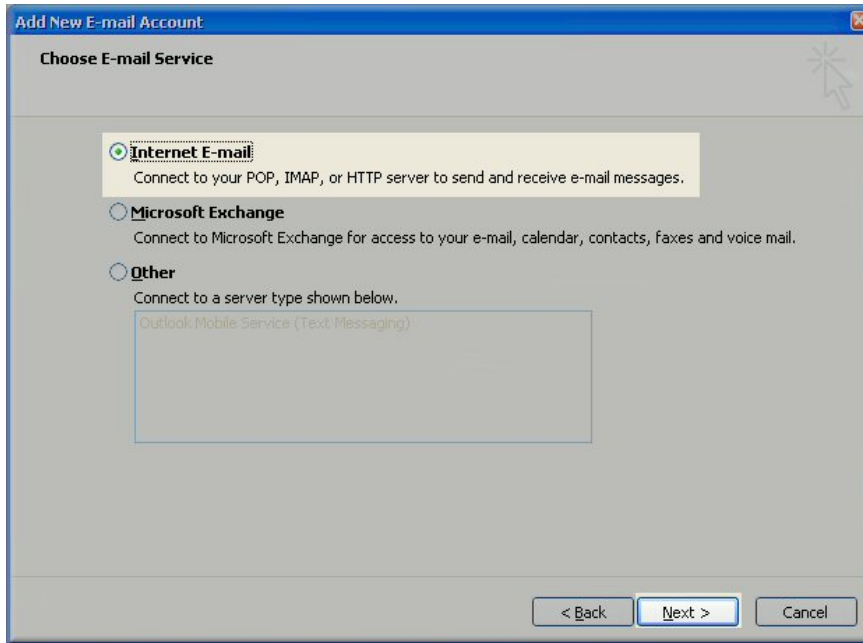 Add New E-mail Account
Choose E-mail Service
Internet E-mail
Connect to your POP, IMAP, or HTTP server to send and receive e-mail messages.
Microsoft Exchange
Connect to Microsoft Exchange for access to your e-mail, calendar, contacts, faxes and voice mail.
Other
Connect to a server type shown below.
Outlook Mobile Service (Text Messaging)
< Back Next > Cancel